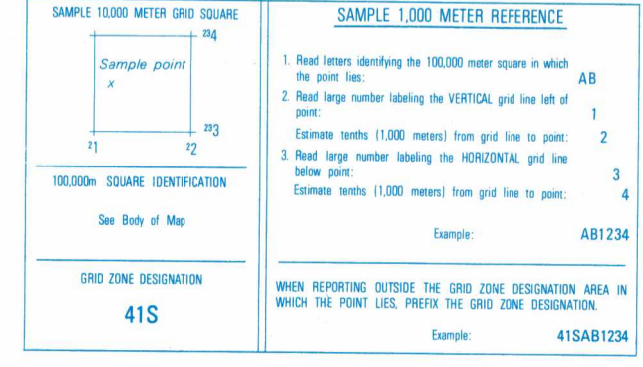 SAMPLE 10,000 METER GRID SQUARE
²³4
Sample point
x
²³3
²1
²2
100,000m SQUARE IDENTIFICATION
See Body of Map
GRID ZONE DESIGNATION
41S
SAMPLE 1,000 METER REFERENCE
1. Read letters identifying the 100,000 meter square in which
the point lies: AB
2. Read large number labeling the VERTICAL grid line left of
point: 1
Estimate tenths (1,000 meters) from grid line to point: 2
3. Read large number labeling the HORIZONTAL grid line
below point: 3
Estimate tenths (1,000 meters) from grid line to point: 4
Example: AB1234
WHEN REPORTING OUTSIDE THE GRID ZONE DESIGNATION AREA IN
WHICH THE POINT LIES, PREFIX THE GRID ZONE DESIGNATION.
Example: 41SAB1234